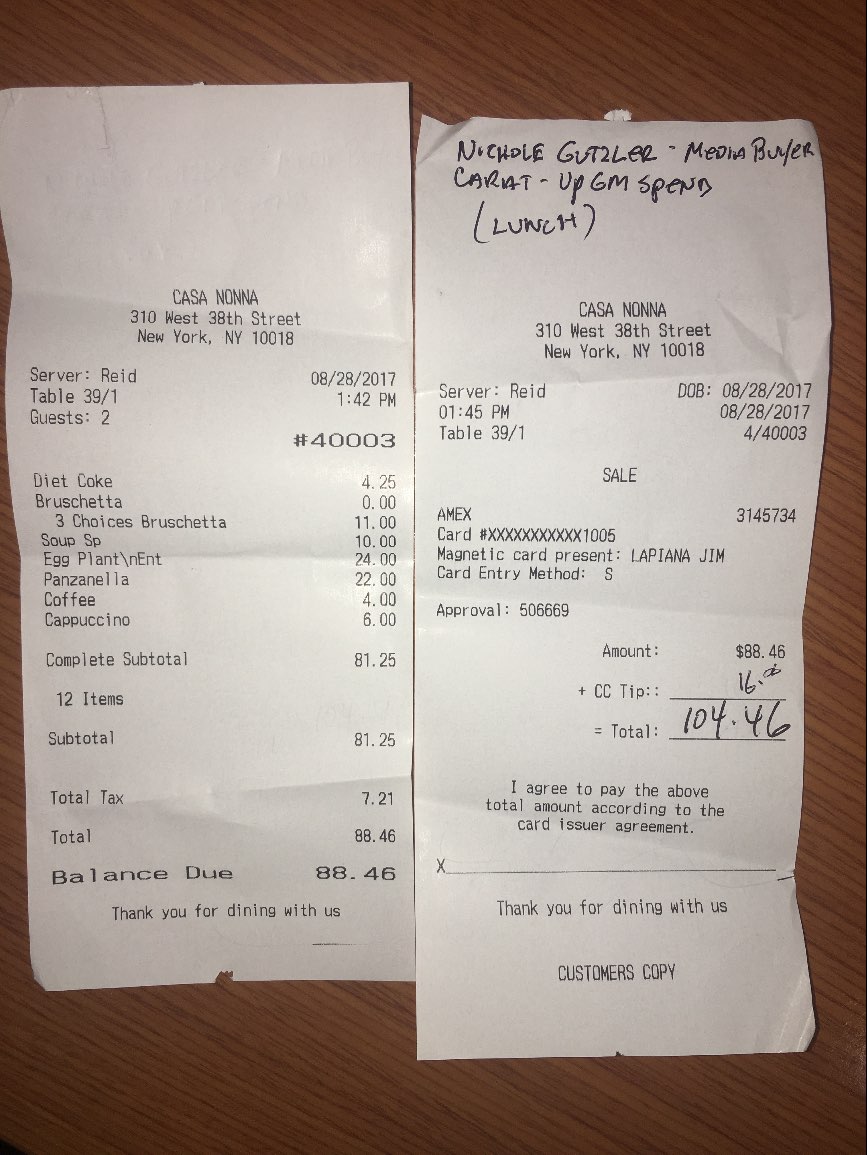 CASA NONNA
310 West 38th Street
New York, NY 10018
Server: Reid 08/28/2017
Table 39/1 1:42 PM
Guests: 2
#40003
Diet Coke 4.25
Bruschetta 0.00
3 Choices Bruschetta 11.00
Soup Sp 10.00
Egg Plant\nEnt 24.00
Panzanella 22.00
Coffee 4.00
Cappuccino 6.00
Complete Subtotal 81.25
12 Items
Subtotal 81.25
Total Tax 7.21
Total 88.46
Balance Due 88.46
Thank you for dining with us
NICHOLE GUTZLER - MEDIA BUYER
CARAT - UP GM SPEND
(LUNCH)
CASA NONNA
310 West 38th Street
New York, NY 10018
Server: Reid DOB: 08/28/2017
01:45 PM 08/28/2017
Table 39/1 4/40003
SALE
AMEX 3145734
Card #XXXXXXXXXXX1005
Magnetic card present: LAPIANA JIM
Card Entry Method: S
Approval: 506669
Amount: $88.46
+ CC Tip:: 16.00
= Total: 104.46
I agree to pay the above
total amount according to the
card issuer agreement.
X
Thank you for dining with us
CUSTOMERS COPY